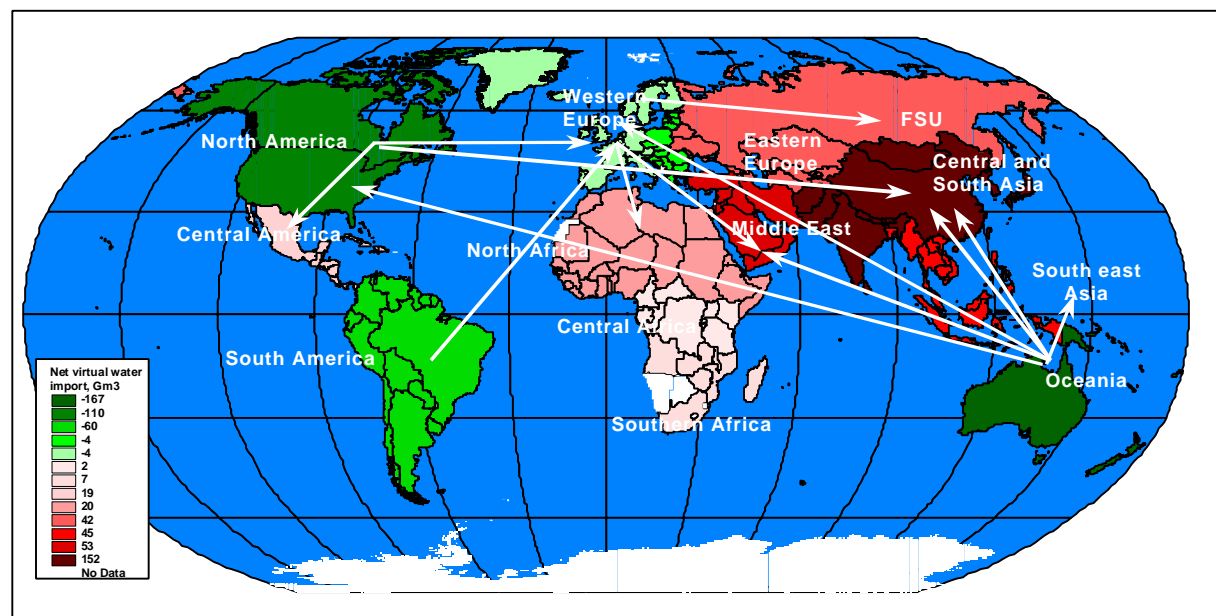 Western
Europe
FSU
North America
Eastern
Europe
Central and
South Asia
Central America
Middle East
North Africa
South east
Asia
Central Africa
South America
Oceania
Southern Africa
Net virtual water
import, Gm3
-167
-110
-60
-4
-4
2
7
19
20
42
45
53
152
No Data